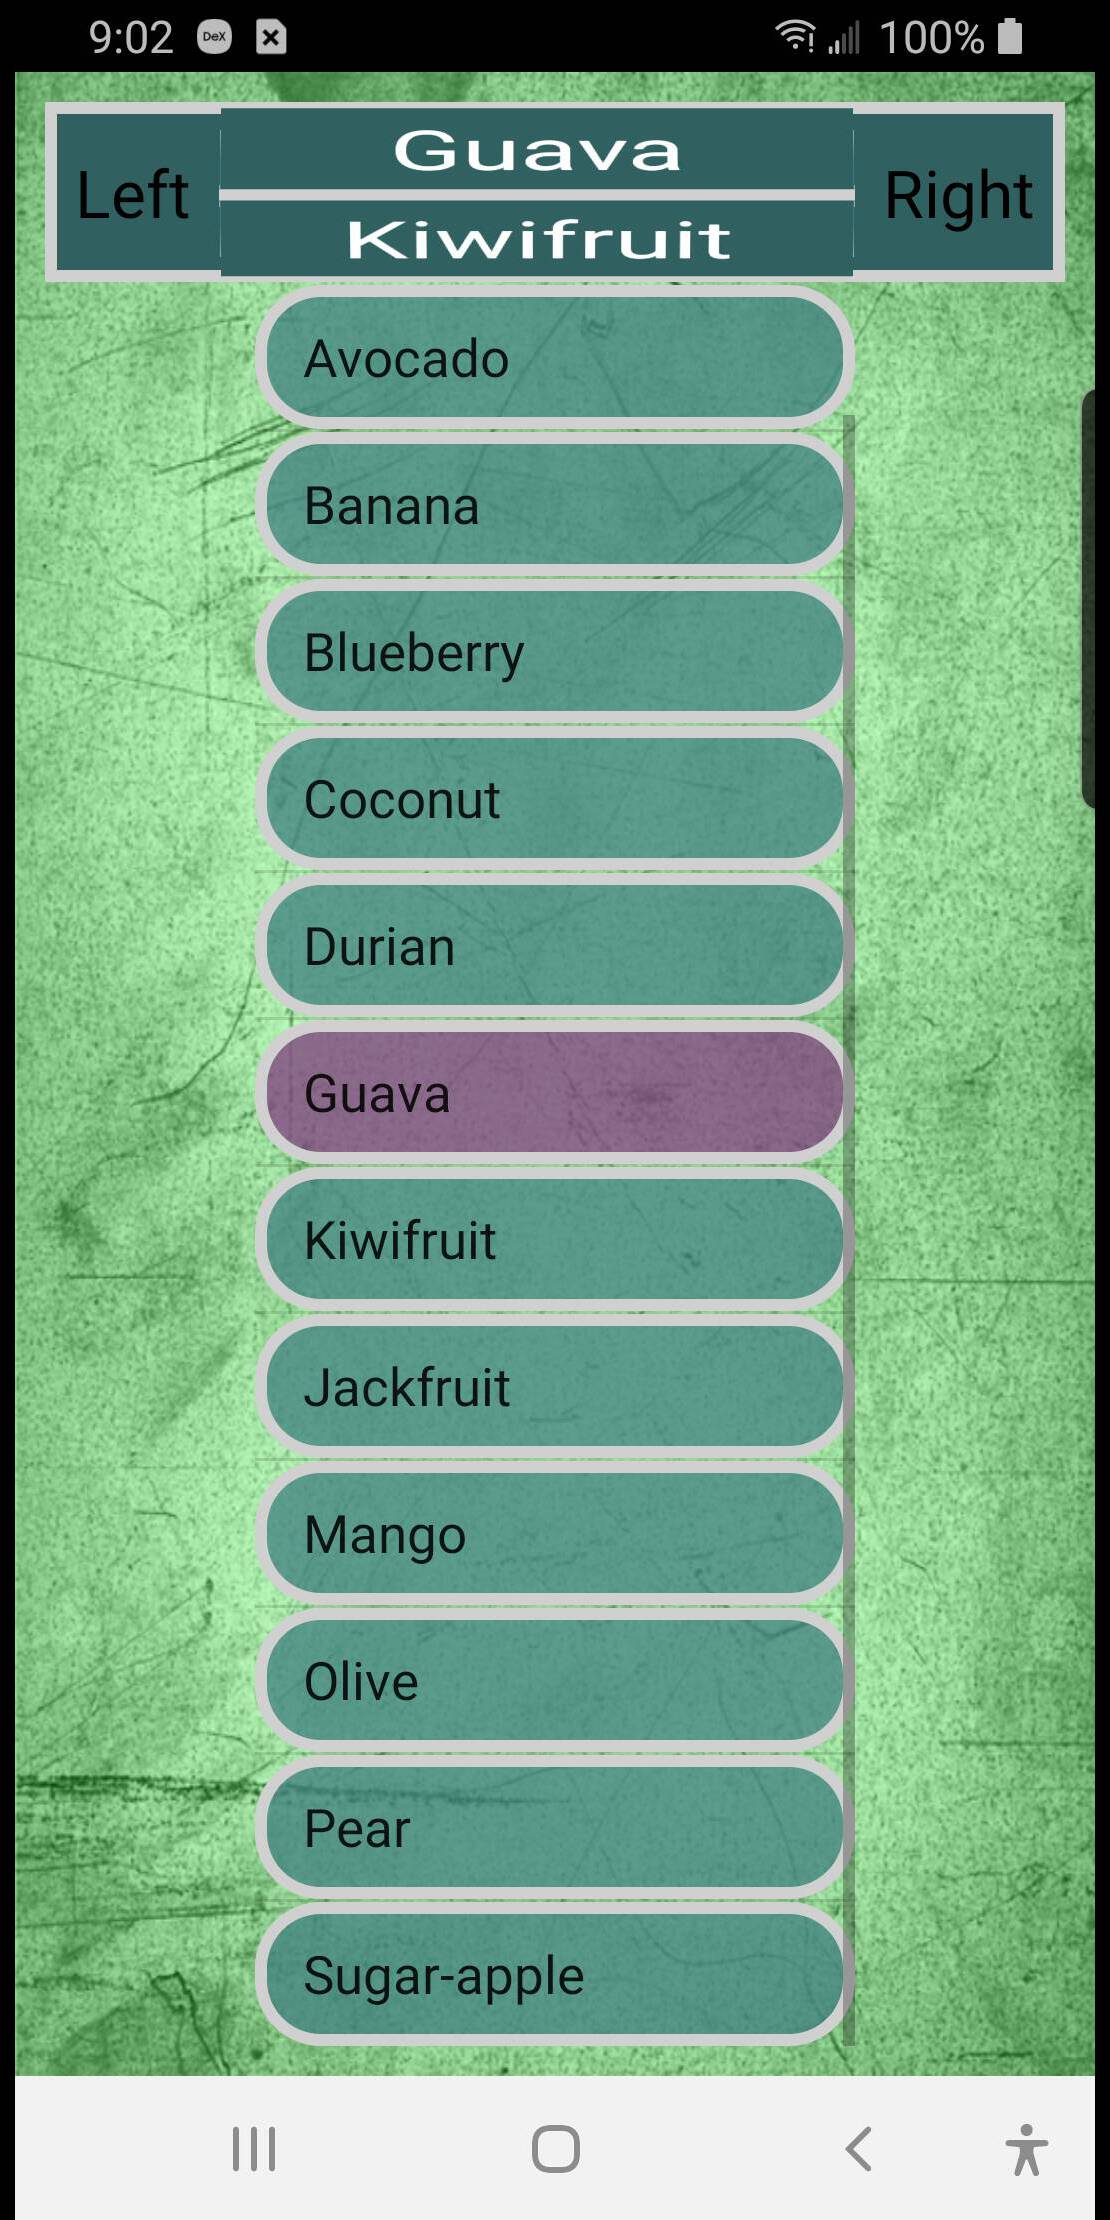 9:02 DeX 100%
Guava
Left Right
Kiwifruit
Avocado
Banana
Blueberry
Coconut
Durian
Guava
Kiwifruit
Jackfruit
Mango
Olive
Pear
Sugar-apple